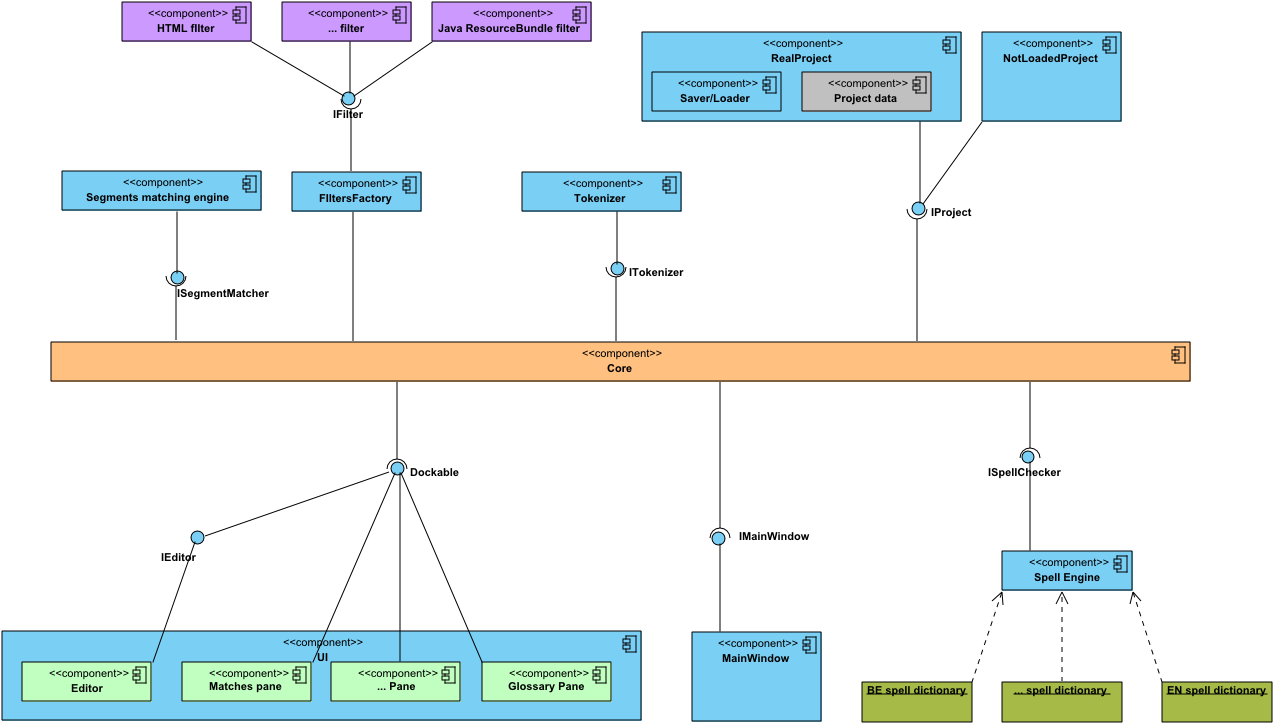 <<component>>
HTML fIlter
<<component>>
... filter
<<component>>
Java ResourceBundle filter
<<component>>
RealProject
<<component>>
Saver/Loader
<<component>>
Project data
<<component>>
NotLoadedProject
IFilter
<<component>>
Segments matching engine
<<component>>
FIltersFactory
<<component>>
Tokenizer
IProject
ITokenizer
ISegmentMatcher
<<component>>
Core
Dockable
ISpellChecker
IMainWindow
IEditor
<<component>>
Spell Engine
<<component>>
UI
<<component>>
Editor
<<component>>
Matches pane
<<component>>
... Pane
<<component>>
Glossary Pane
<<component>>
MainWindow
BE spell dictionary
... spell dictionary
EN spell dictionary